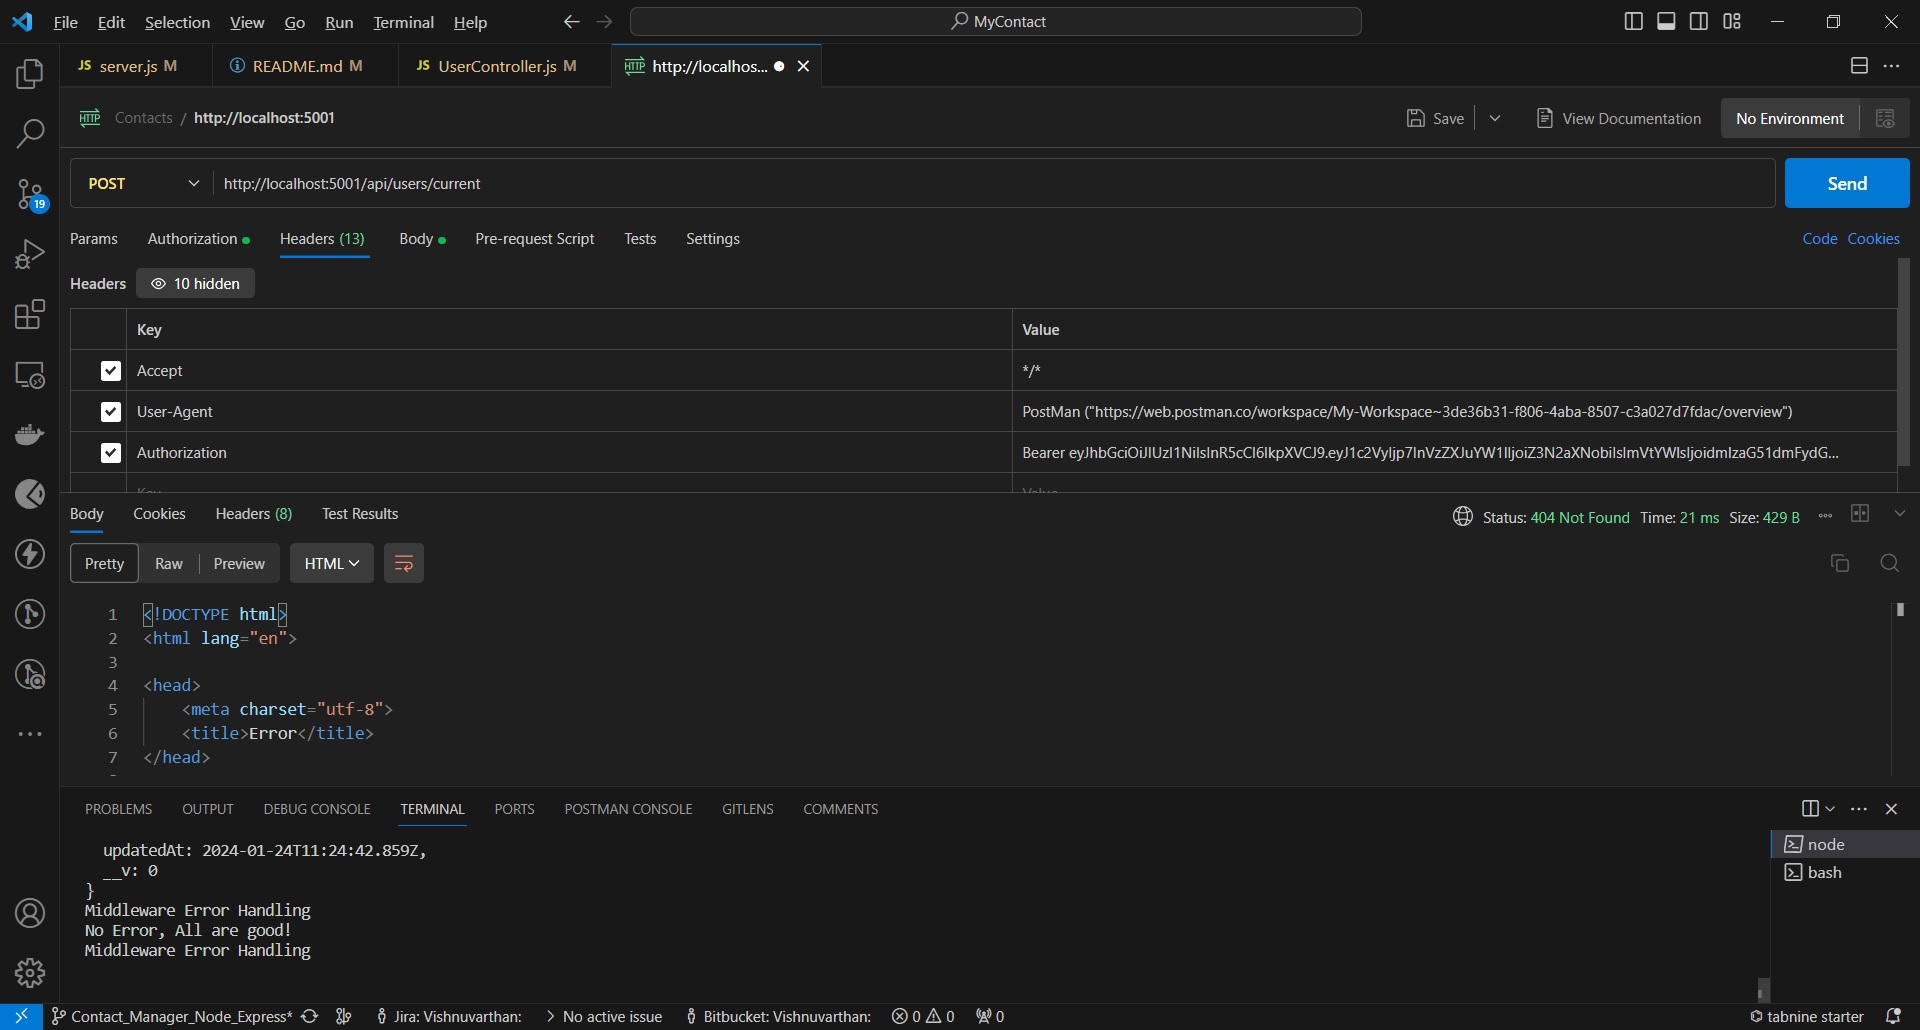 File Edit Selection View Go Run Terminal Help MyContact
JS server.js M README.md M JS UserController.js M HTTP http://localhos...
HTTP Contacts / http://localhost:5001 Save View Documentation No Environment
POST http://localhost:5001/api/users/current Send
Params Authorization Headers (13) Body Pre-request Script Tests Settings Code Cookies
Headers 10 hidden
Key Value
Accept */*
User-Agent PostMan ("https://web.postman.co/workspace/My-Workspace~3de36b31-f806-4aba-8507-c3a027d7fdac/overview")
Authorization Bearer
Key Value
Body Cookies Headers (8) Test Results Status: 404 Not Found Time: 21 ms Size: 429 B
Pretty Raw Preview HTML
1 <!DOCTYPE html>
2 <html lang="en">
3
4 <head>
5 <meta charset="utf-8">
6 <title>Error</title>
7 </head>
PROBLEMS OUTPUT DEBUG CONSOLE TERMINAL PORTS POSTMAN CONSOLE GITLENS COMMENTS
updatedAt: 2024-01-24T11:24:42.859Z,
__v: 0
}
Middleware Error Handling
No Error, All are good!
Middleware Error Handling
node
bash
19
Contact_Manager_Node_Express* Jira: Vishnuvarthan: No active issue Bitbucket: Vishnuvarthan: 0 0 0 tabnine starter